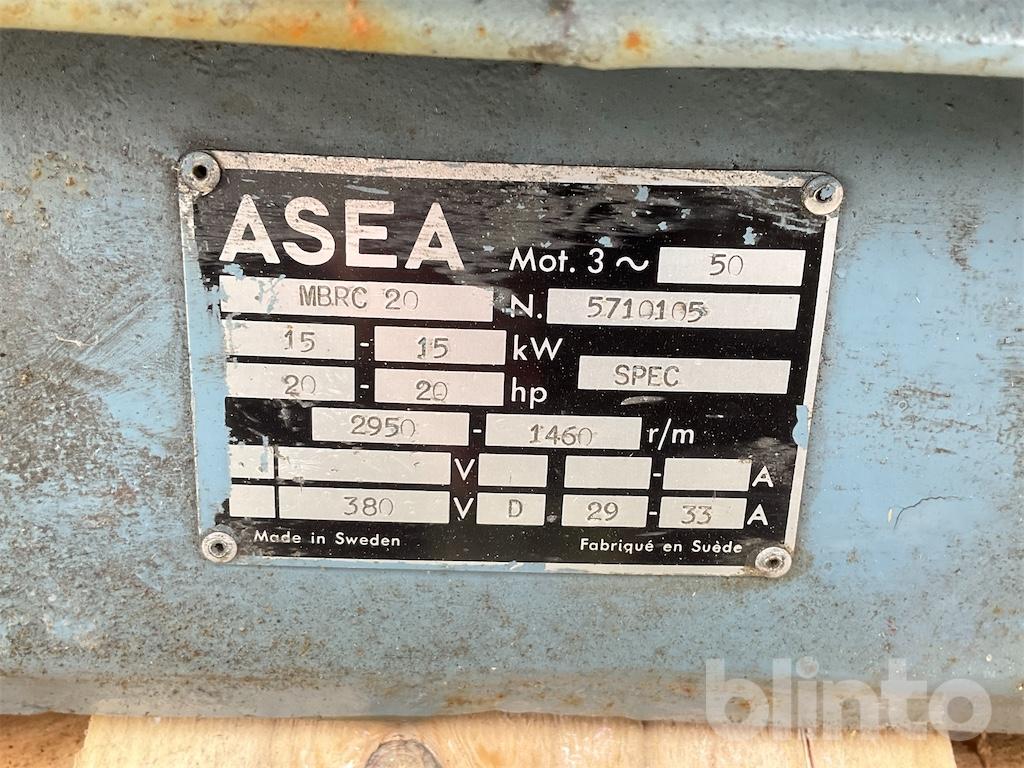 ASEA
Mot. 3 ~ 50
MBRC 20 N. 5710105
15 - 15 kW
SPEC
20 - 20 hp
2950 - 1460 r/m
V - A
380 V D 29 - 33 A
Made in Sweden Fabriqué en Suède
blinto